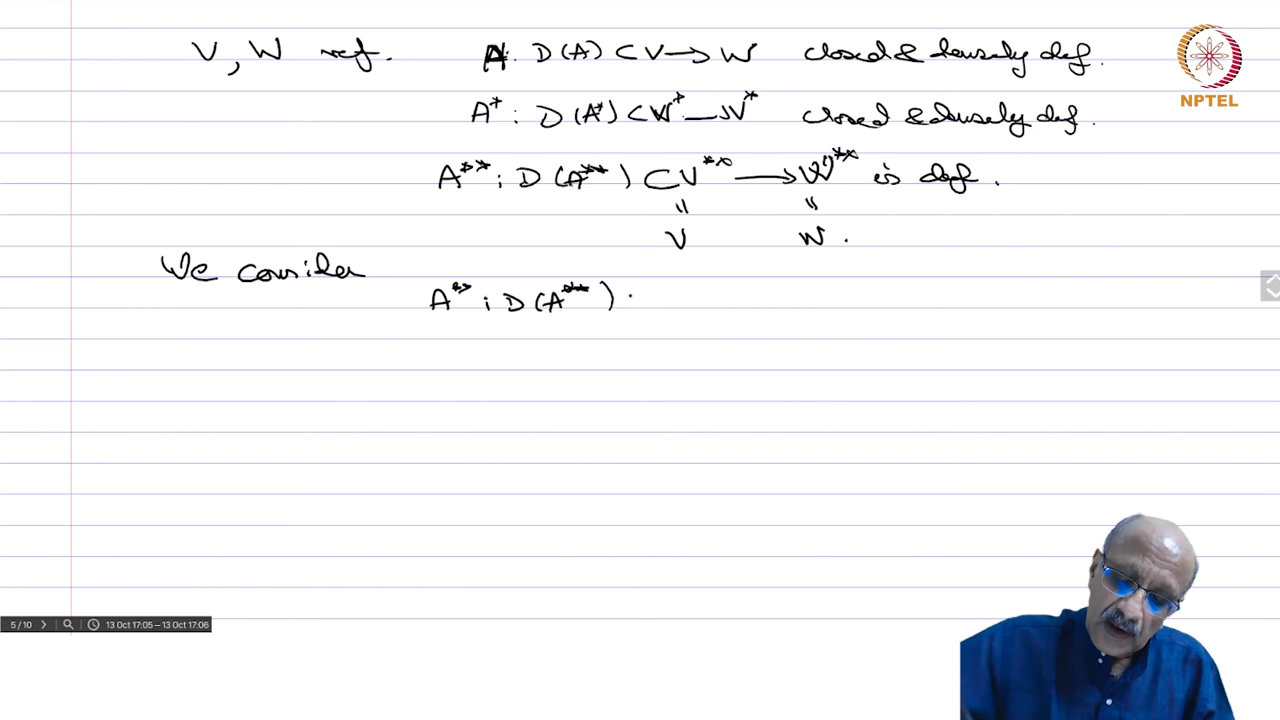 V, W ref. A: D(A) ⊂ V → W closed & densely def.
NPTEL
A* : D(A*) ⊂ W* → V* closed & densely def.
A** : D(A**) ⊂ V** → W** is def.
" "
V W .
We consider
A** : D(A**) .
5 / 10 13 Oct 17:05 – 13 Oct 17:06